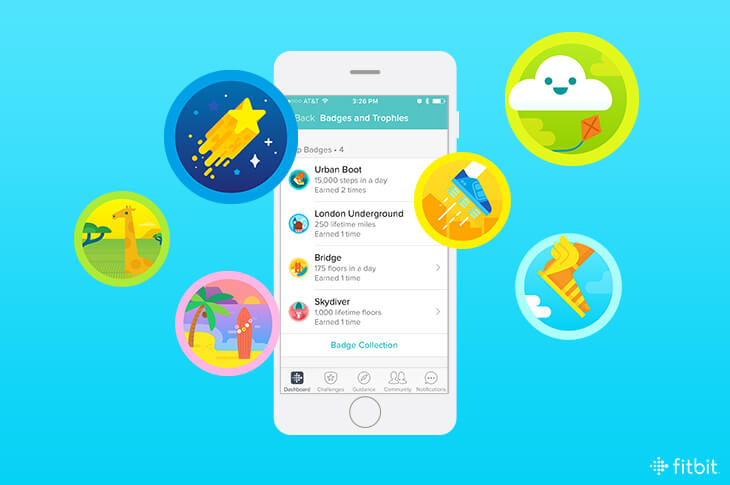 AT&T 3:26 PM
Back Badges and Trophies
p Badges • 4
Urban Boot
15,000 steps in a day
Earned 2 times
London Underground
250 lifetime miles
Earned 1 time
Bridge
175 floors in a day
Earned 1 time
Skydiver
1,000 lifetime floors
Earned 1 time
Badge Collection
Dashboard Challenges Guidance Community Notifications
fitbit